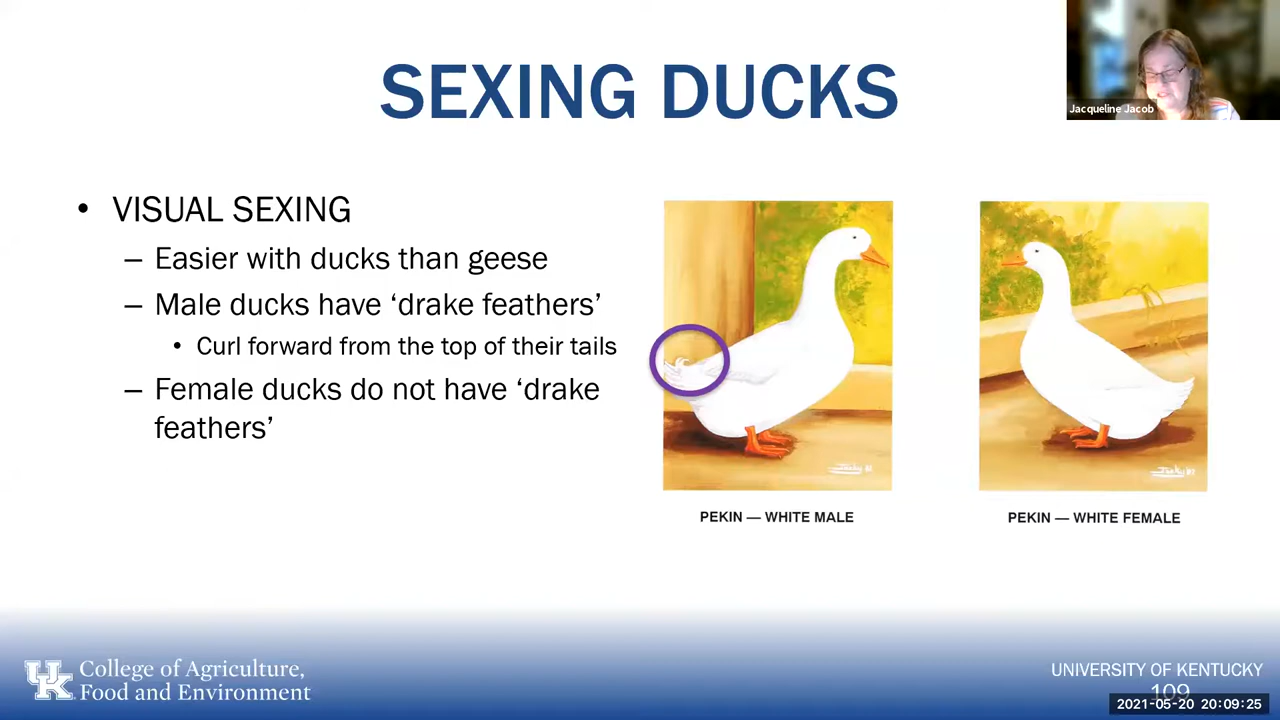 SEXING DUCKS
Jacqueline Jacob
• VISUAL SEXING
– Easier with ducks than geese
– Male ducks have ‘drake feathers’
• Curl forward from the top of their tails
– Female ducks do not have ‘drake
feathers’
PEKIN — WHITE MALE
PEKIN — WHITE FEMALE
UK
College of Agriculture,
Food and Environment
UNIVERSITY OF KENTUCKY
109
2021-05-20 20:09:25